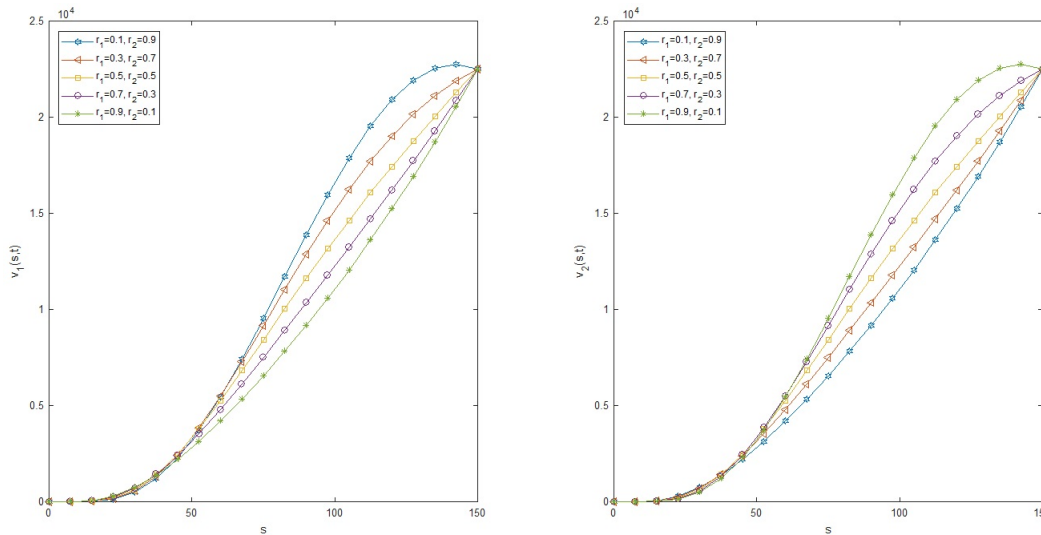 ×10⁴
2.5
2
1.5
1
0.5
0
v₁(s,t)
r₁=0.1, r₂=0.9
r₁=0.3, r₂=0.7
r₁=0.5, r₂=0.5
r₁=0.7, r₂=0.3
r₁=0.9, r₂=0.1
0 50 100 150
s
×10⁴
2.5
2
1.5
1
0.5
0
v₂(s,t)
r₁=0.1, r₂=0.9
r₁=0.3, r₂=0.7
r₁=0.5, r₂=0.5
r₁=0.7, r₂=0.3
r₁=0.9, r₂=0.1
0 50 100 150
s